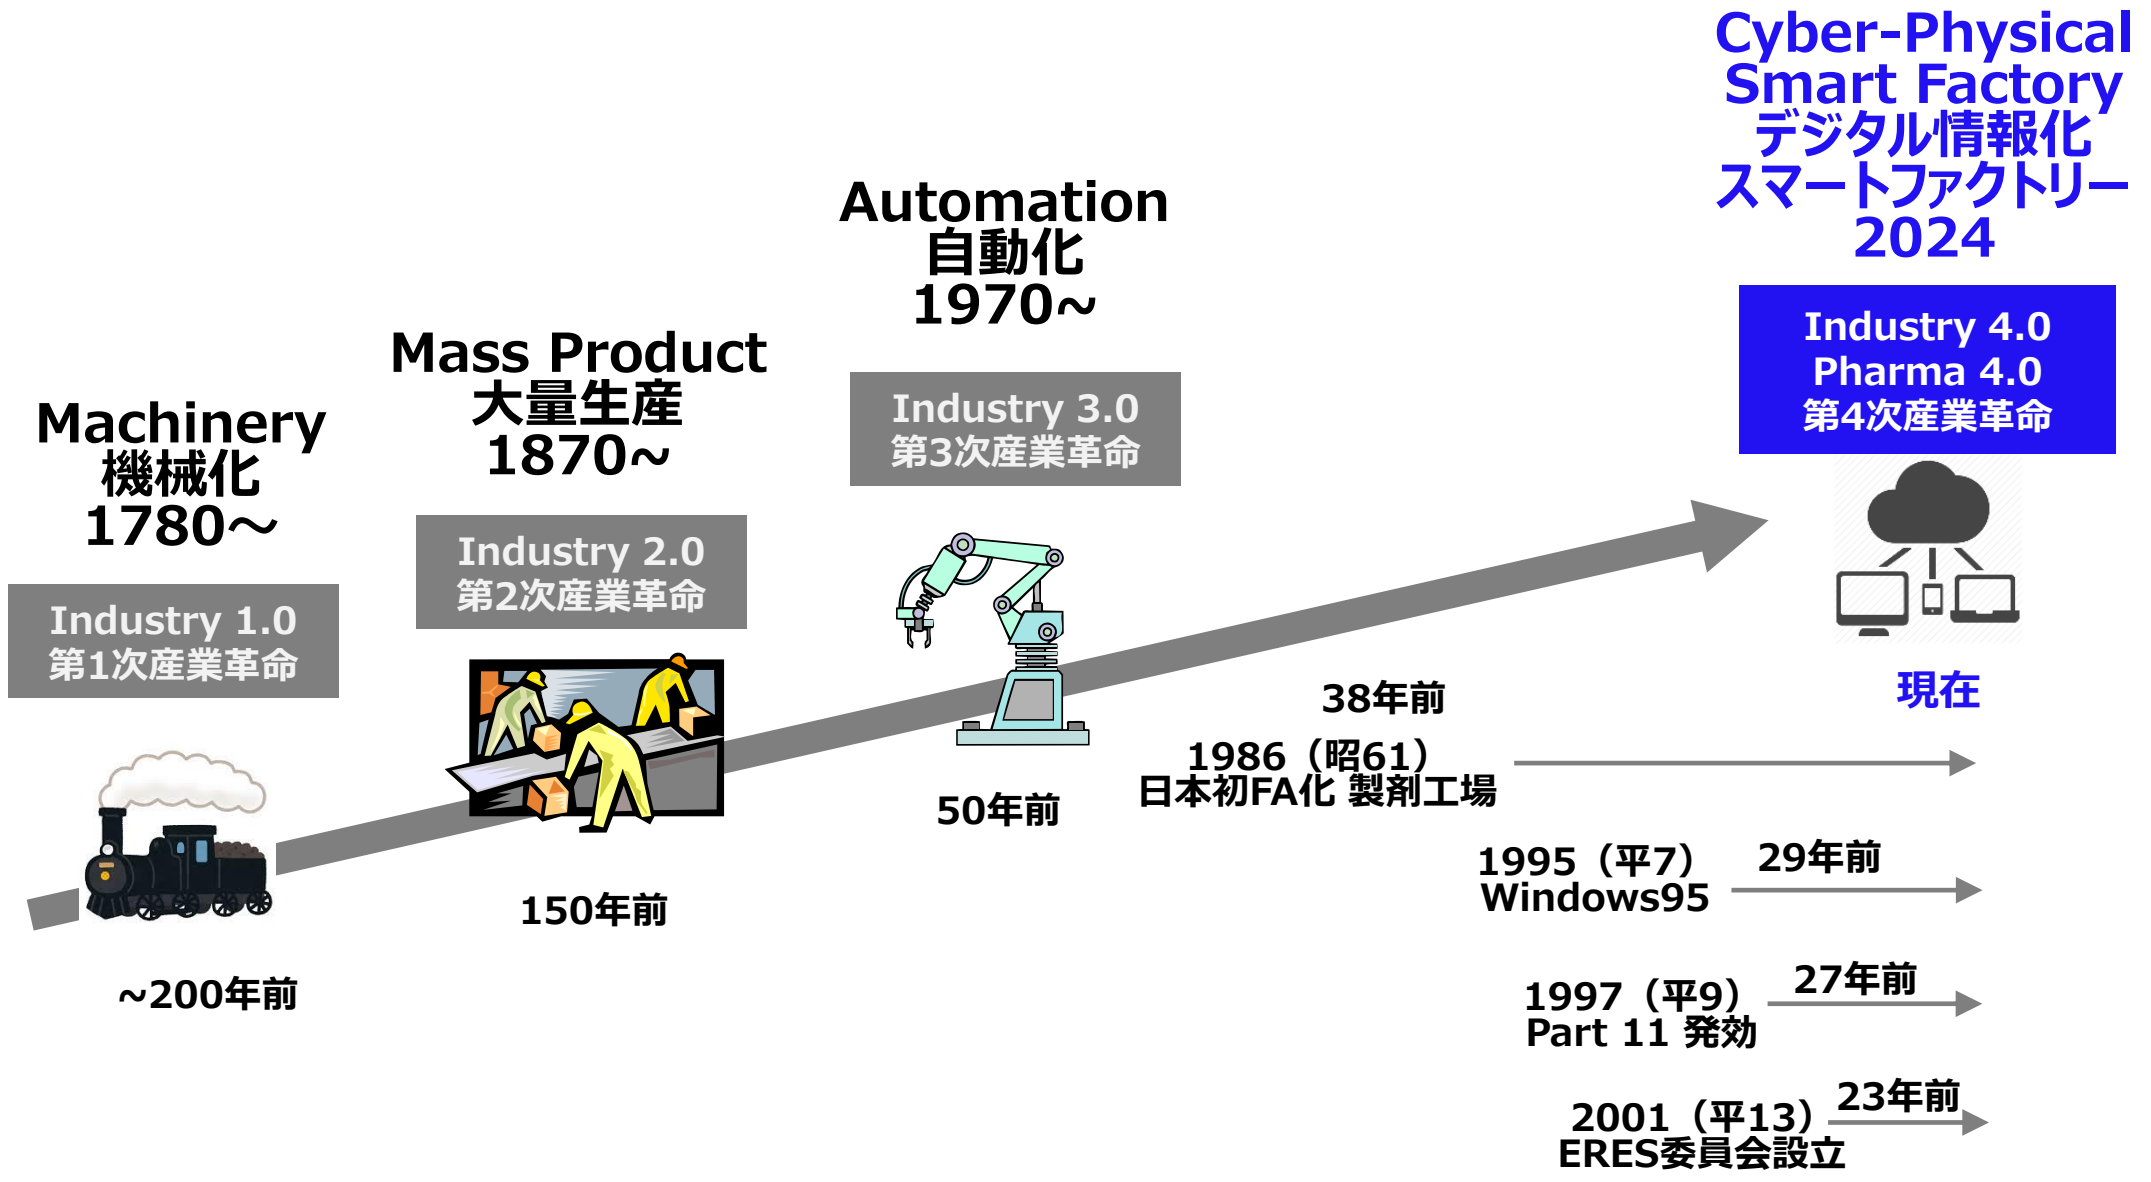 Machinery
機械化
1780～
Industry 1.0
第1次産業革命
~200年前
Mass Product
大量生産
1870~
Industry 2.0
第2次産業革命
150年前
Automation
自動化
1970~
Industry 3.0
第3次産業革命
50年前
Cyber-Physical
Smart Factory
デジタル情報化
スマートファクトリー
2024
Industry 4.0
Pharma 4.0
第4次産業革命
現在
38年前
1986（昭61）
日本初FA化 製剤工場
1995（平7）
Windows95
29年前
1997（平9）
Part 11 発効
27年前
2001（平13）
ERES委員会設立
23年前